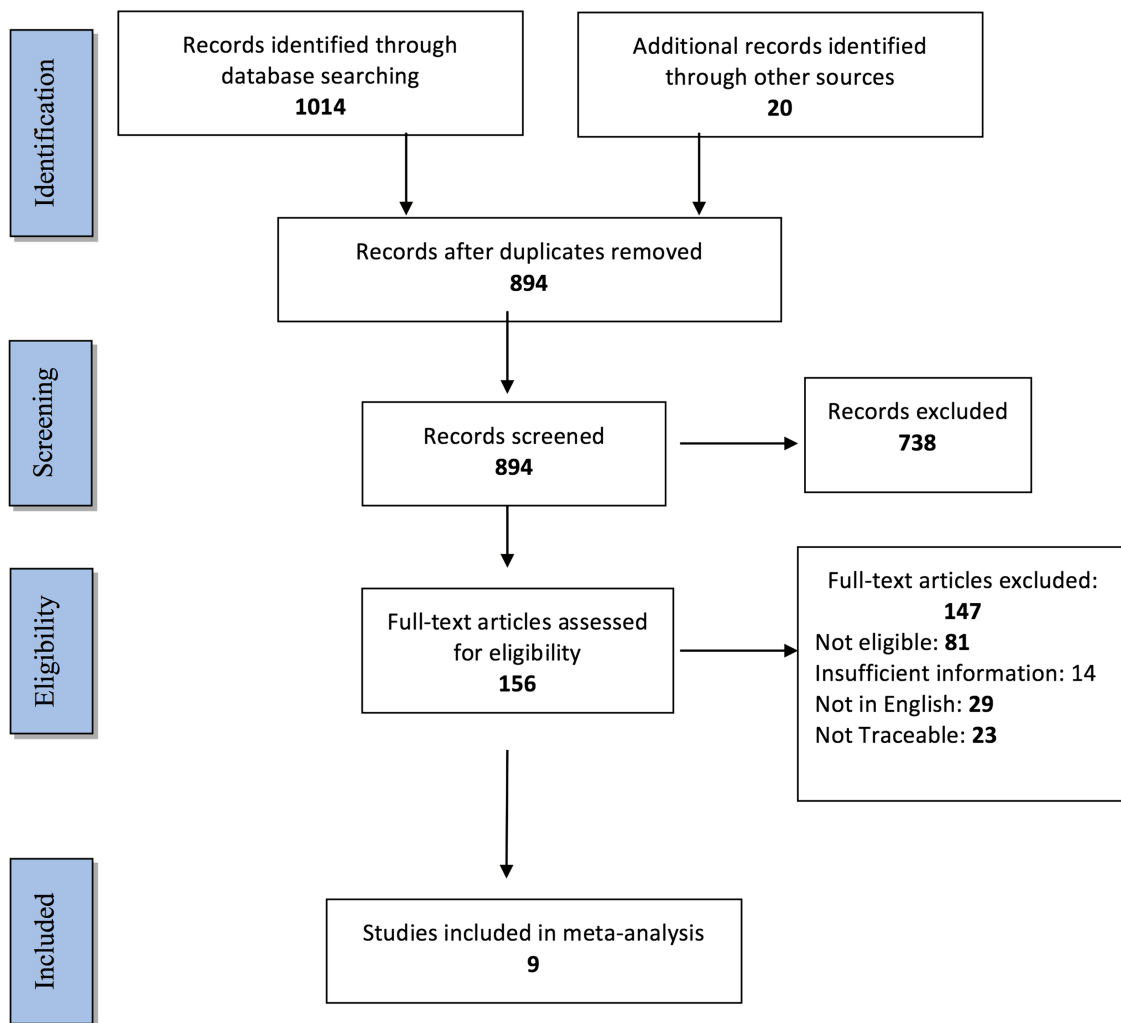 Identification
Records identified through
database searching
1014
Additional records identified
through other sources
20
Records after duplicates removed
894
Screening
Records screened
894
Records excluded
738
Eligibility
Full-text articles assessed
for eligibility
156
Full-text articles excluded:
147
Not eligible: 81
Insufficient information: 14
Not in English: 29
Not Traceable: 23
Included
Studies included in meta-analysis
9